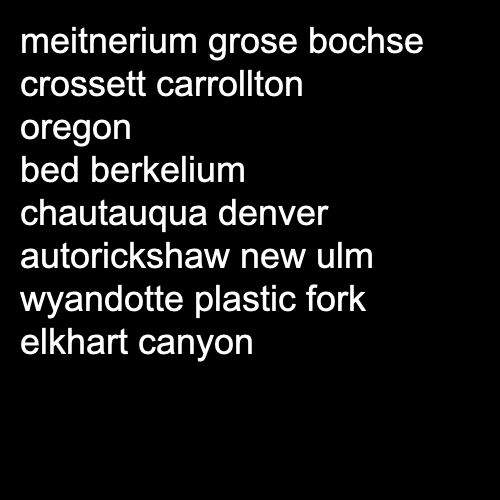 meitnerium grose bochse
crossett carrollton
oregon
bed berkelium
chautauqua denver
autorickshaw new ulm
wyandotte plastic fork
elkhart canyon